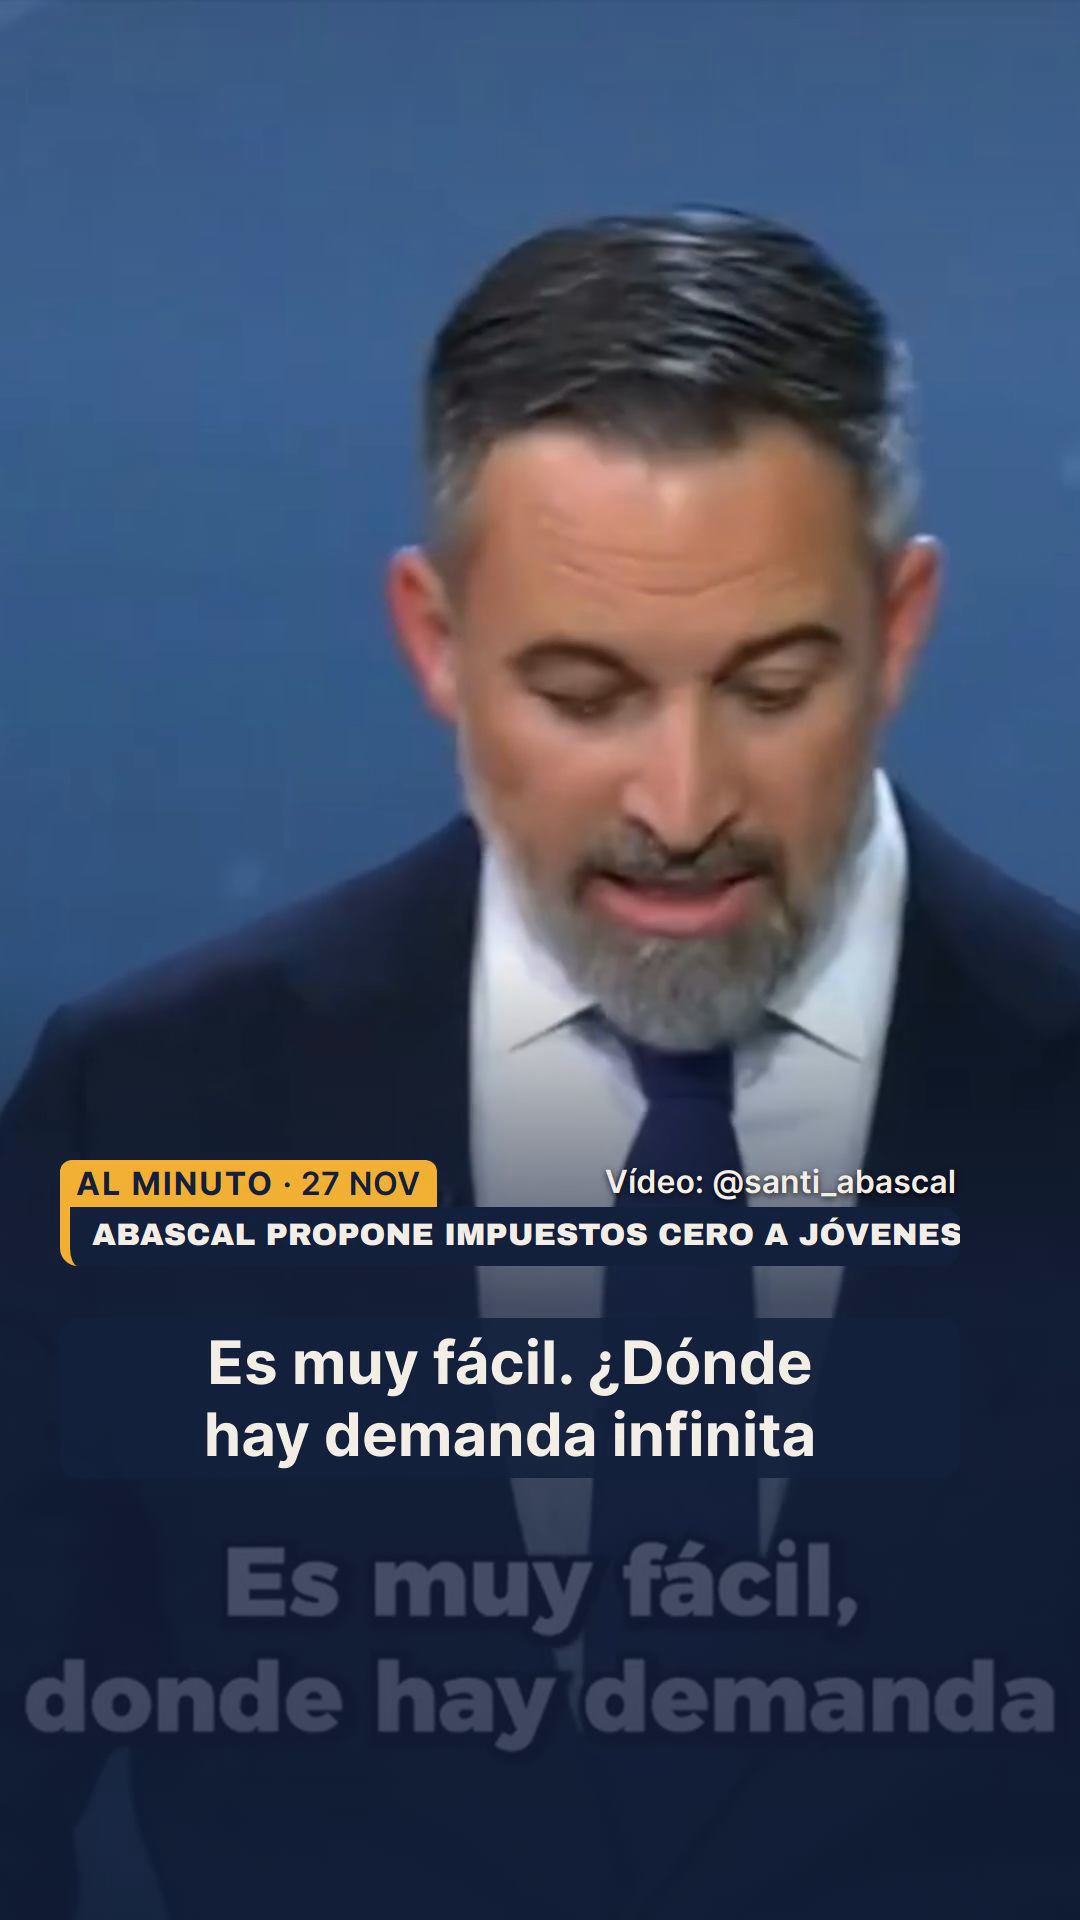 AL MINUTO · 27 NOV
Vídeo: @santi_abascal
ABASCAL PROPONE IMPUESTOS CERO A JÓVENES
Es muy fácil. ¿Dónde
hay demanda infinita
Es muy fácil,
donde hay demanda